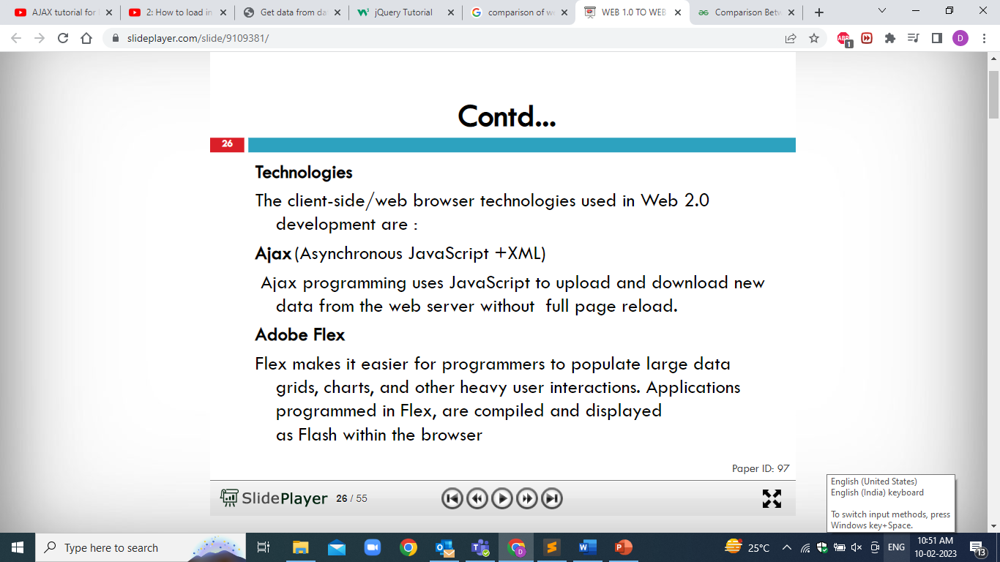 AJAX tutorial for
2: How to load in
Get data from da
jQuery Tutorial
comparison of we
WEB 1.0 TO WEB
Comparison Betw
slideplayer.com/slide/9109381/
ABP
1
D
Contd...
26
Technologies
The client-side/web browser technologies used in Web 2.0
development are :
Ajax (Asynchronous JavaScript +XML)
Ajax programming uses JavaScript to upload and download new
data from the web server without full page reload.
Adobe Flex
Flex makes it easier for programmers to populate large data
grids, charts, and other heavy user interactions. Applications
programmed in Flex, are compiled and displayed
as Flash within the browser
Paper ID: 97
SlidePlayer 26 / 55
English (United States)
English (India) keyboard
To switch input methods, press
Windows key+Space.
Type here to search
25°C
ENG
10:51 AM
10-02-2023
13